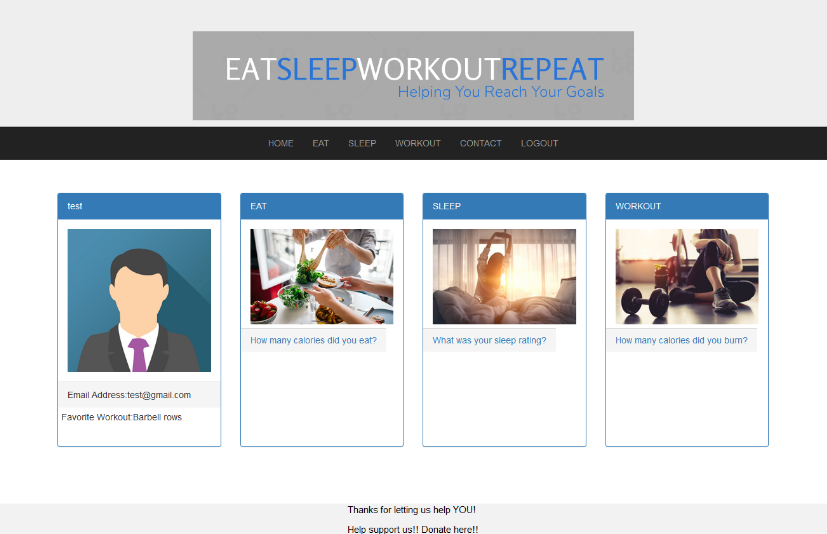 EATSLEEPWORKOUTREPEAT
Helping You Reach Your Goals
HOME EAT SLEEP WORKOUT CONTACT LOGOUT
test
Email Address:test@gmail.com
Favorite Workout:Barbell rows
EAT
How many calories did you eat?
SLEEP
What was your sleep rating?
WORKOUT
How many calories did you burn?
Thanks for letting us help YOU!
Help support us!! Donate here!!